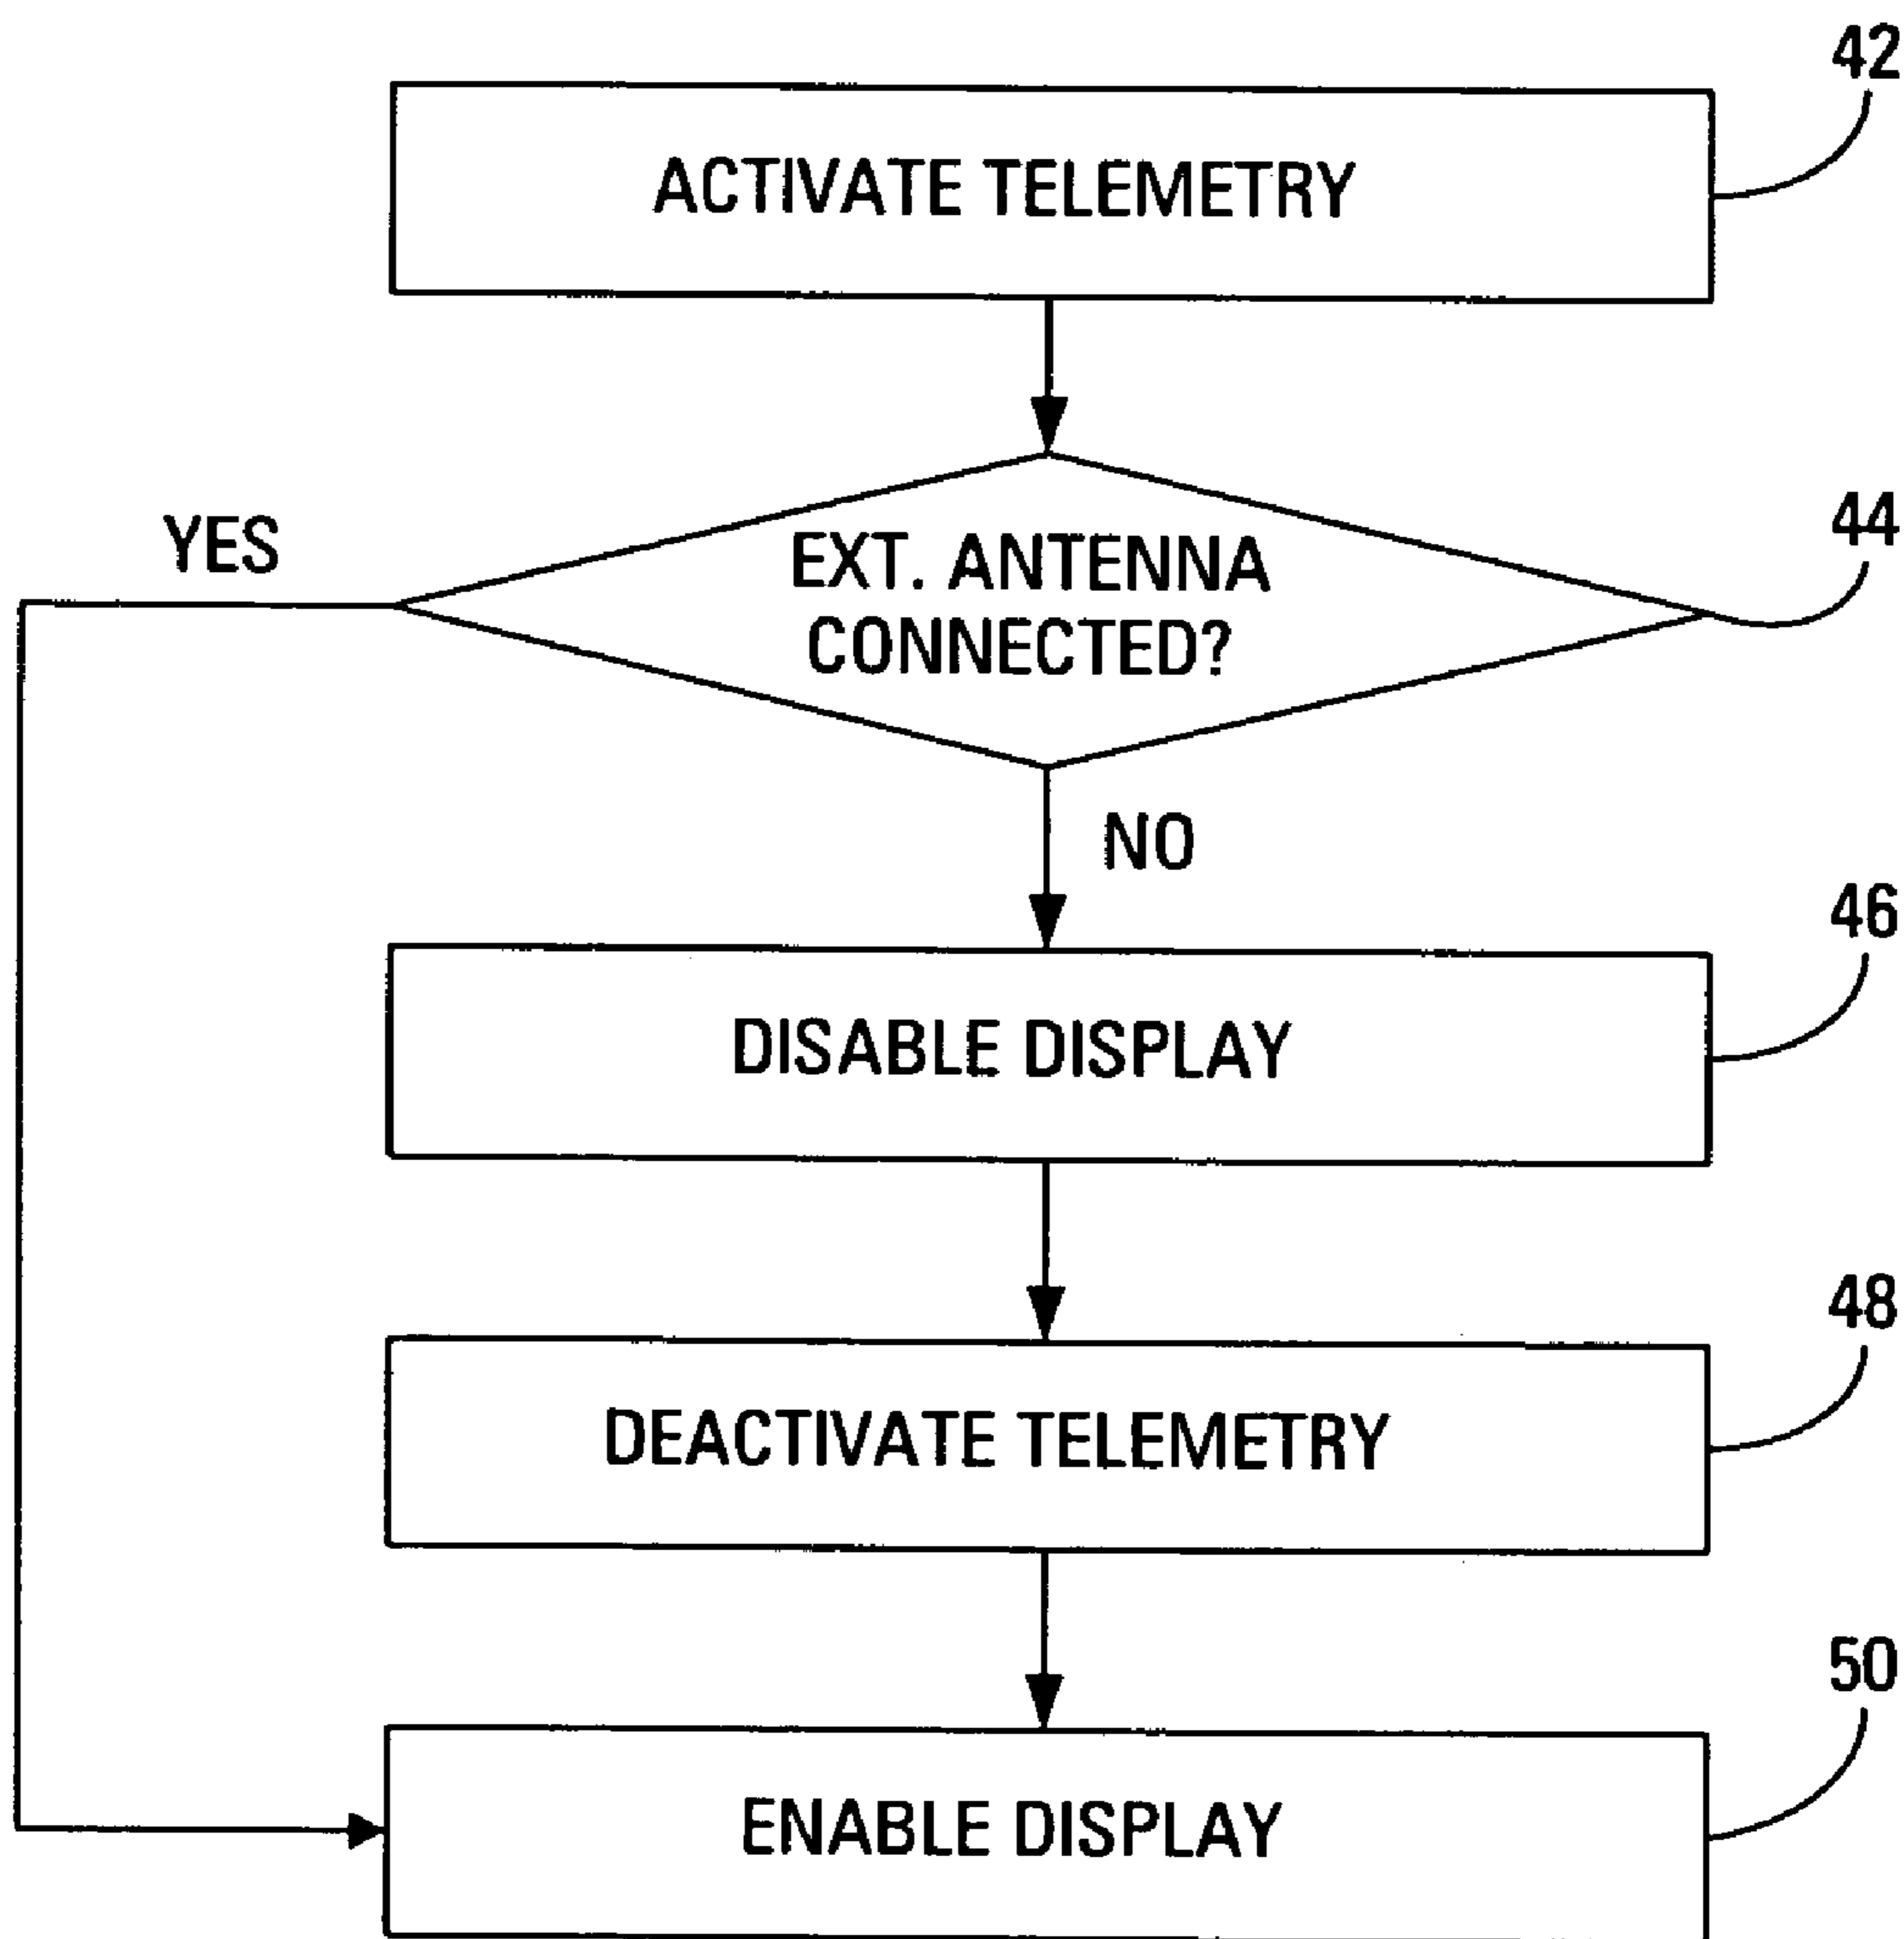 42
ACTIVATE TELEMETRY
44
YES
EXT. ANTENNA
CONNECTED?
NO
46
DISABLE DISPLAY
48
DEACTIVATE TELEMETRY
50
ENABLE DISPLAY